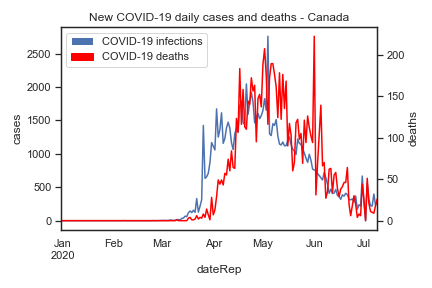 New COVID-19 daily cases and deaths - Canada
COVID-19 infections
COVID-19 deaths
2500
2000
1500
1000
500
0
cases
200
150
100
50
0
deaths
Jan Feb Mar Apr May Jun Jul
2020
dateRep